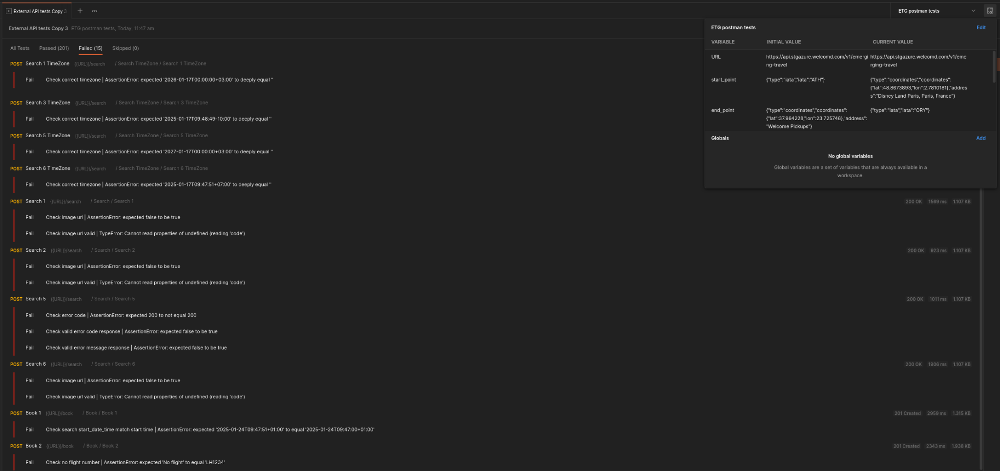 External API tests Copy 3
ETG postman tests
External API tests Copy 3 ETG postman tests, Today, 11:47 am
All Tests Passed (201) Failed (15) Skipped (0)
POST Search 1 TimeZone {{URL}}/search / Search TimeZone / Search 1 TimeZone
Fail Check correct timezone | AssertionError: expected '2026-01-17T00:00:00+03:00' to deeply equal ''
POST Search 3 TimeZone {{URL}}/search / Search TimeZone / Search 3 TimeZone
Fail Check correct timezone | AssertionError: expected '2025-01-17T09:48:49-10:00' to deeply equal ''
POST Search 5 TimeZone {{URL}}/search / Search TimeZone / Search 5 TimeZone
Fail Check correct timezone | AssertionError: expected '2027-01-17T00:00:00+03:00' to deeply equal ''
POST Search 6 TimeZone {{URL}}/search / Search TimeZone / Search 6 TimeZone
Fail Check correct timezone | AssertionError: expected '2025-01-17T09:47:51+07:00' to deeply equal ''
POST Search 1 {{URL}}/search / Search / Search 1 200 OK 1569 ms 1.107 KB
Fail Check image url | AssertionError: expected false to be true
Fail Check image url valid | TypeError: Cannot read properties of undefined (reading 'code')
POST Search 2 {{URL}}/search / Search / Search 2 200 OK 923 ms 1.107 KB
Fail Check image url | AssertionError: expected false to be true
Fail Check image url valid | TypeError: Cannot read properties of undefined (reading 'code')
POST Search 5 {{URL}}/search / Search / Search 5 200 OK 1011 ms 1.107 KB
Fail Check error code | AssertionError: expected 200 to not equal 200
Fail Check valid error code response | AssertionError: expected false to be true
Fail Check valid error message response | AssertionError: expected false to be true
POST Search 6 {{URL}}/search / Search / Search 6 200 OK 1906 ms 1.107 KB
Fail Check image url | AssertionError: expected false to be true
Fail Check image url valid | TypeError: Cannot read properties of undefined (reading 'code')
POST Book 1 {{URL}}/book / Book / Book 1 201 Created 2959 ms 1.315 KB
Fail Check search start_date_time match start time | AssertionError: expected '2025-01-24T09:47:51+01:00' to equal '2025-01-24T09:47:00+01:00'
POST Book 2 {{URL}}/book / Book / Book 2 201 Created 2343 ms 1.938 KB
Fail Check no flight number | AssertionError: expected 'No flight' to equal 'LH1234'
ETG postman tests Edit
VARIABLE INITIAL VALUE CURRENT VALUE
URL https://api.stgazure.welcomd.com/v1/emergi https://api.stgazure.welcomd.com/v1/eme
ng-travel rging-travel
start_point {"type":"iata","iata":"ATH"} {"type":"coordinates","coordinates":
{"lat":48.8673893,"lon":2.7810181},"addres
s":"Disney Land Paris, Paris, France"}
end_point {"type":"coordinates","coordinates": {"type":"iata","iata":"ORY"}
{"lat":37.964228,"lon":23.725746},"address":
"Welcome Pickups"}
Globals Add
No global variables
Global variables are a set of variables that are always available in a
workspace.